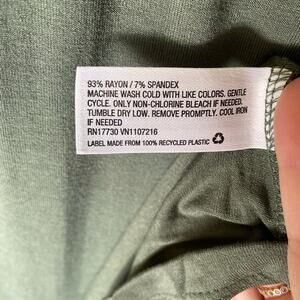 93% RAYON / 7% SPANDEX
MACHINE WASH COLD WITH LIKE COLORS. GENTLE
CYCLE. ONLY NON-CHLORINE BLEACH IF NEEDED.
TUMBLE DRY LOW. REMOVE PROMPTLY. COOL IRON
IF NEEDED
RN17730 VN1107216
LABEL MADE FROM 100% RECYCLED PLASTIC